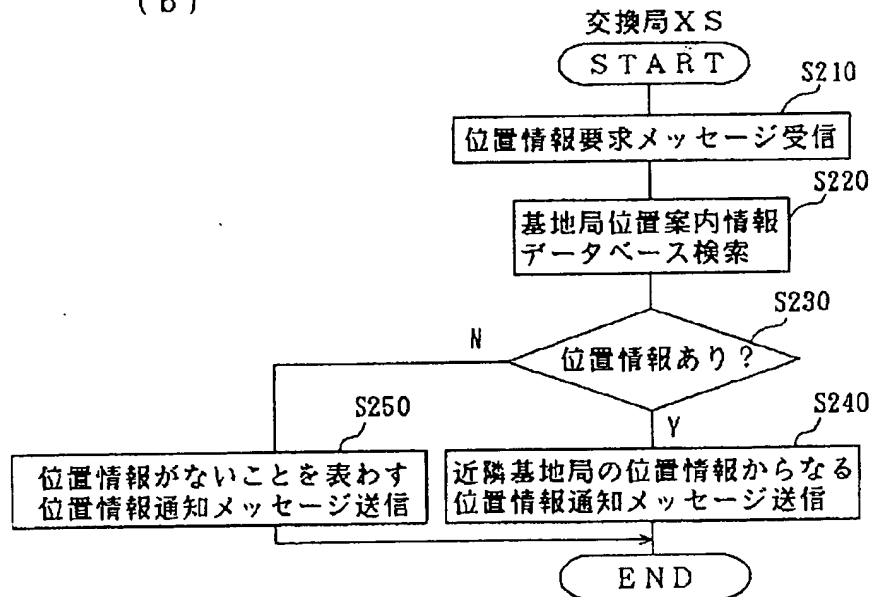 (b)
交換局XS
START
S210
位置情報要求メッセージ受信
S220
基地局位置案内情報
データベース検索
S230
N
位置情報あり?
Y
S250
位置情報がないことを表わす
位置情報通知メッセージ送信
S240
近隣基地局の位置情報からなる
位置情報通知メッセージ送信
END